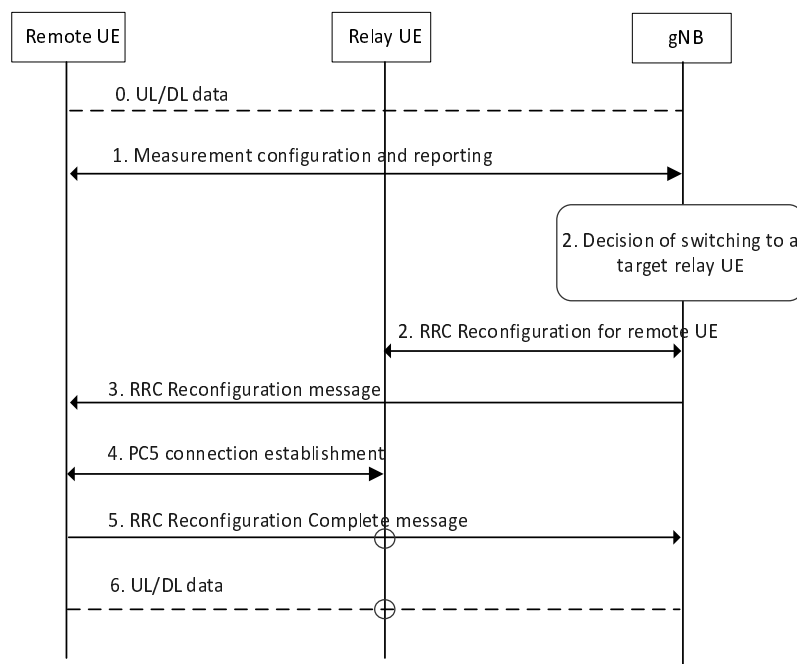 Remote UE
Relay UE
gNB
0. UL/DL data
1. Measurement configuration and reporting
2. Decision of switching to a
target relay UE
2. RRC Reconfiguration for remote UE
3. RRC Reconfiguration message
4. PC5 connection establishment
5. RRC Reconfiguration Complete message
6. UL/DL data